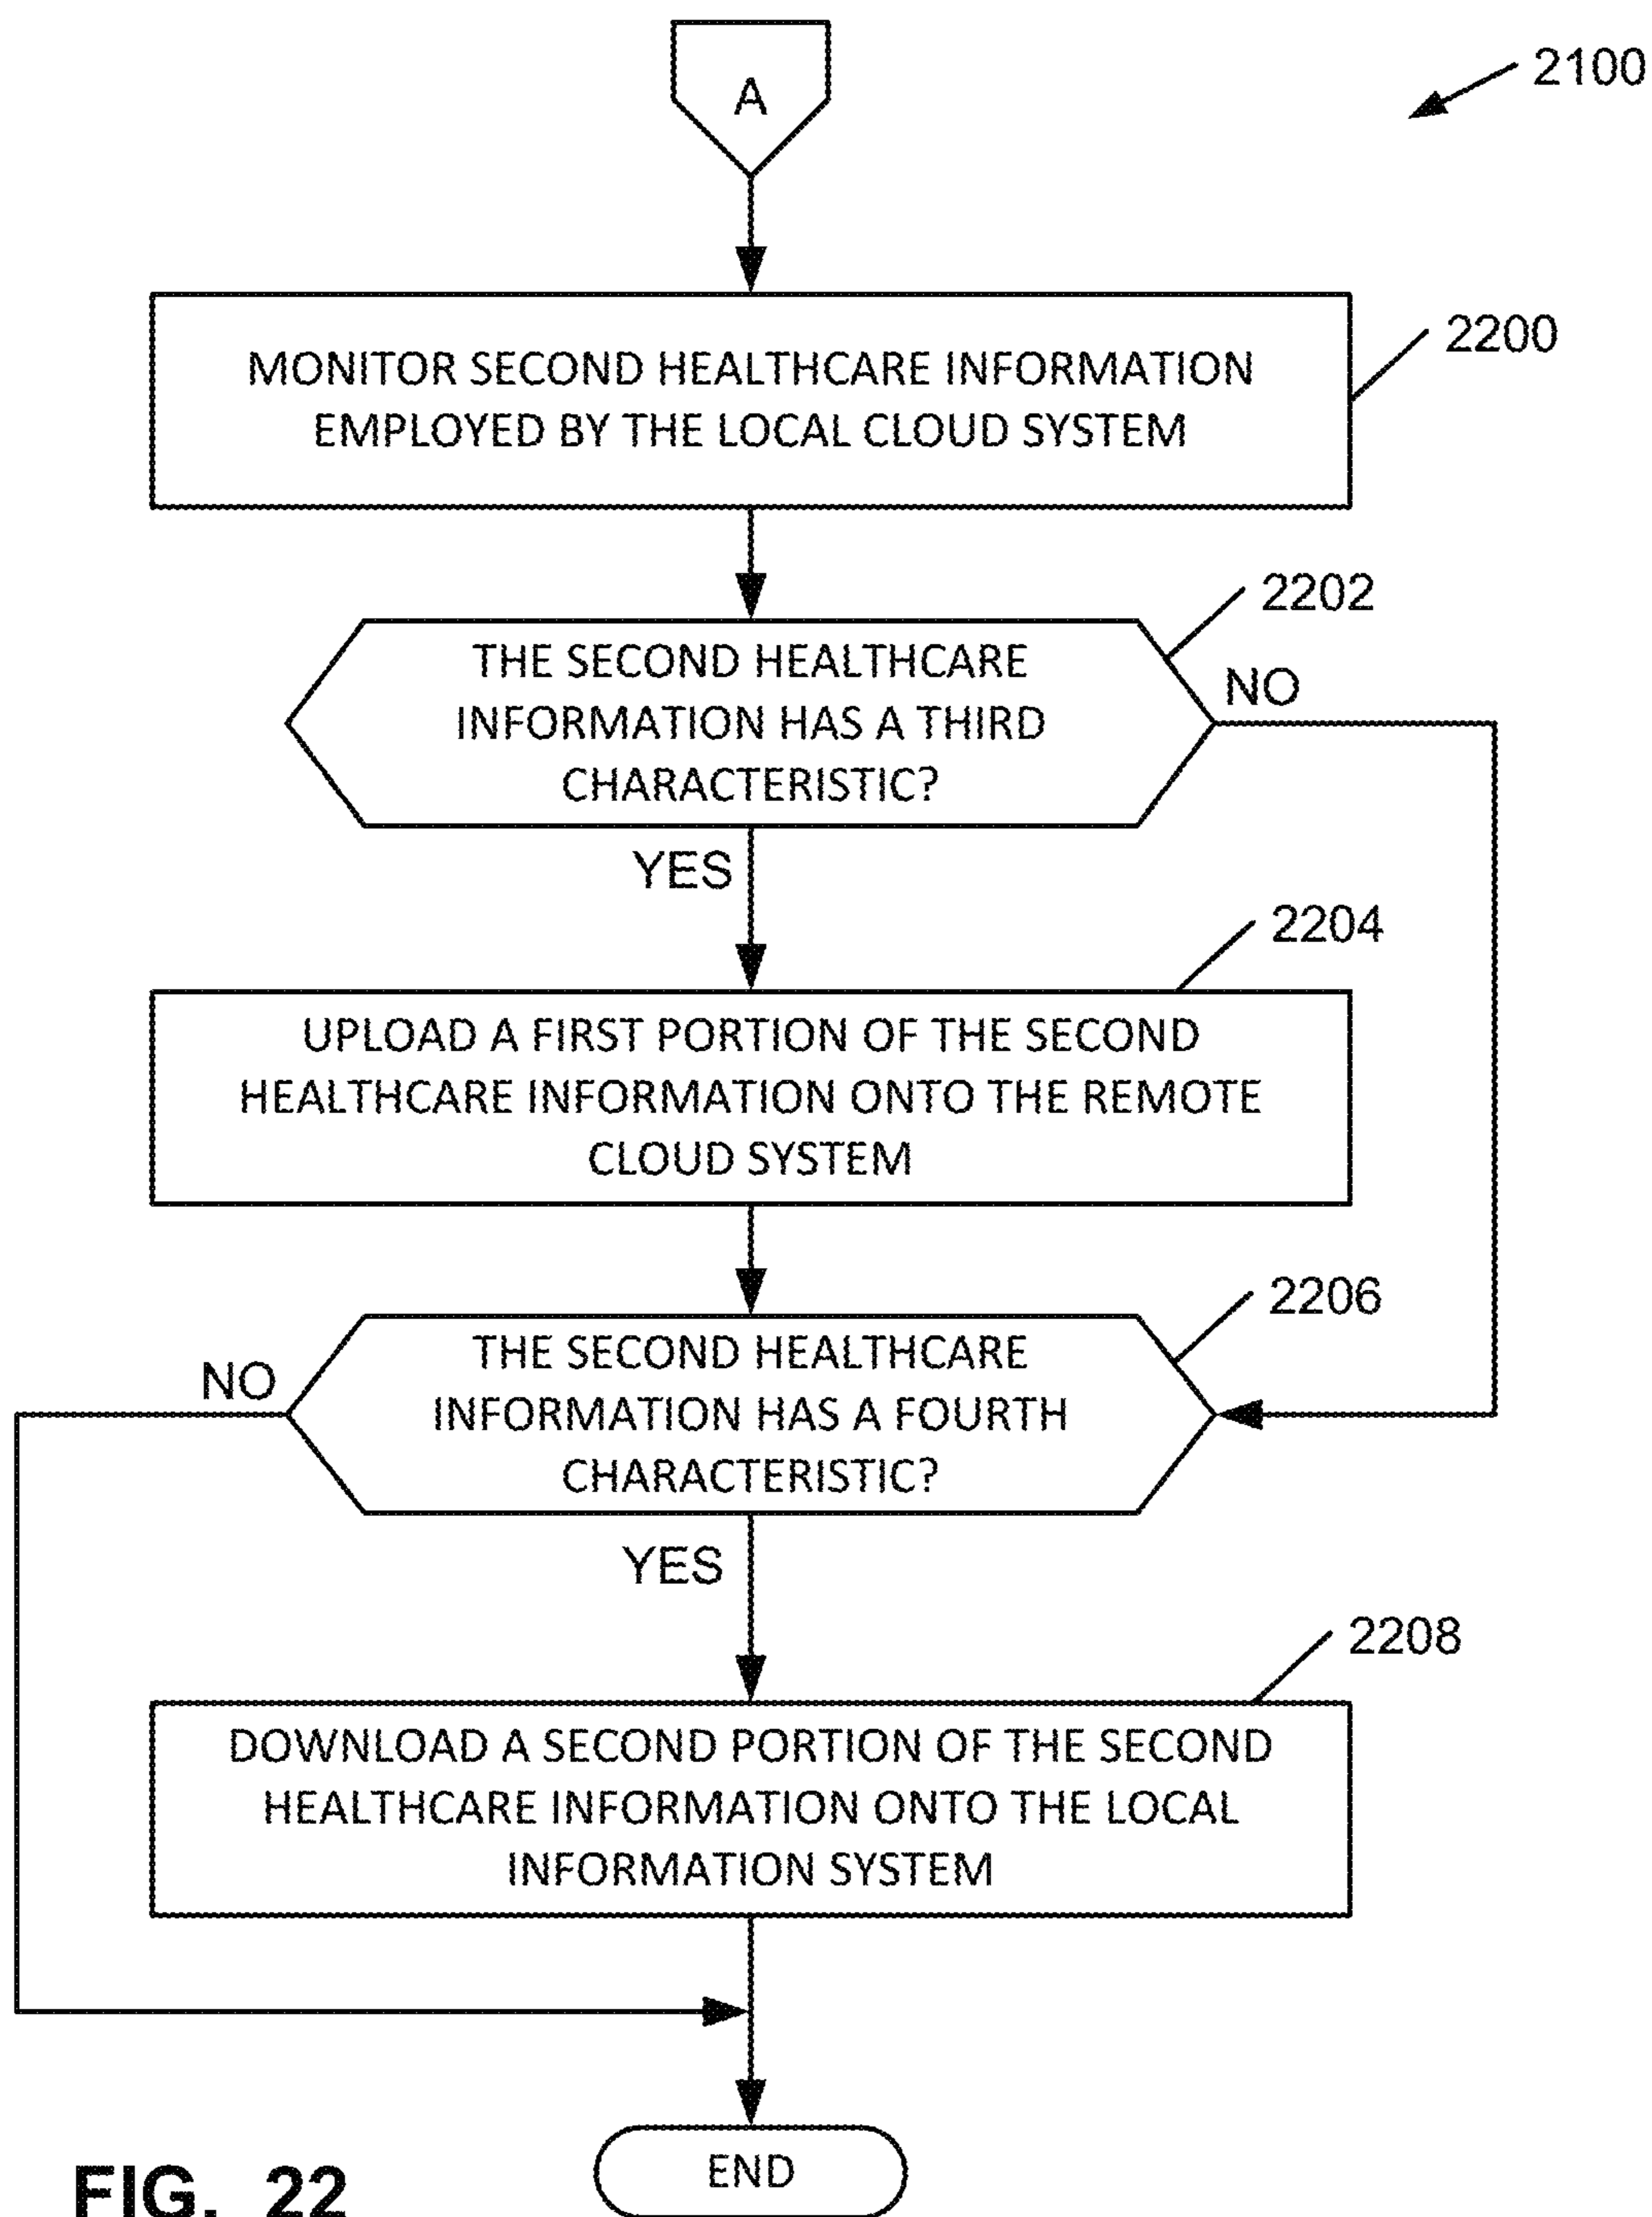 A
2100
MONITOR SECOND HEALTHCARE INFORMATION
EMPLOYED BY THE LOCAL CLOUD SYSTEM
2200
2202
THE SECOND HEALTHCARE
INFORMATION HAS A THIRD
CHARACTERISTIC?
NO
YES
2204
UPLOAD A FIRST PORTION OF THE SECOND
HEALTHCARE INFORMATION ONTO THE REMOTE
CLOUD SYSTEM
2206
THE SECOND HEALTHCARE
INFORMATION HAS A FOURTH
CHARACTERISTIC?
NO
YES
2208
DOWNLOAD A SECOND PORTION OF THE SECOND
HEALTHCARE INFORMATION ONTO THE LOCAL
INFORMATION SYSTEM
END
FIG. 22